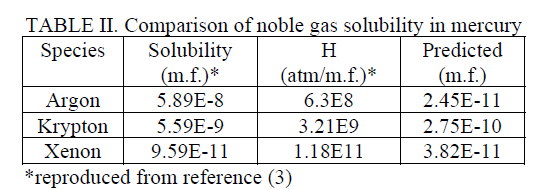 TABLE II. Comparison of noble gas solubility in mercury
Species Solubility (m.f.)* H (atm/m.f.)* Predicted (m.f.)
Argon 5.89E-8 6.3E8 2.45E-11
Krypton 5.59E-9 3.21E9 2.75E-10
Xenon 9.59E-11 1.18E11 3.82E-11
*reproduced from reference (3)